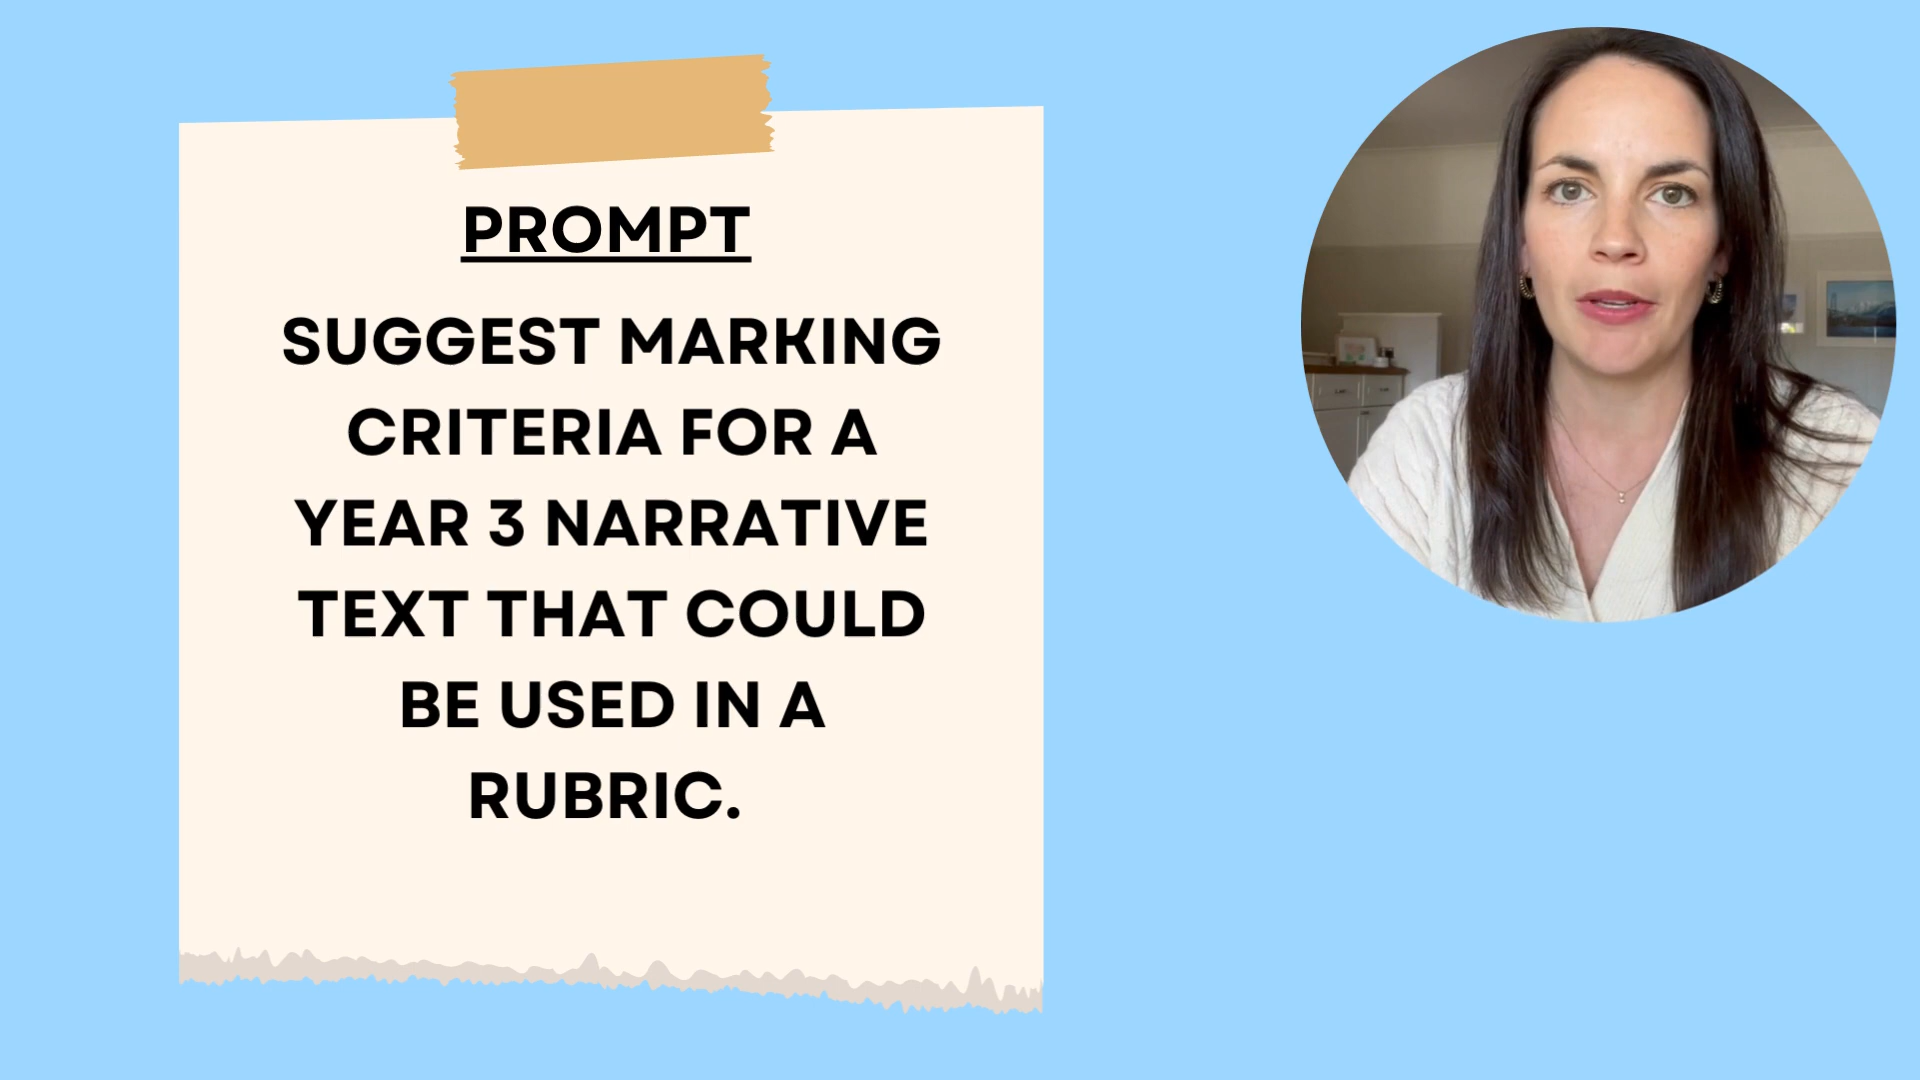 PROMPT
SUGGEST MARKING
CRITERIA FOR A
YEAR 3 NARRATIVE
TEXT THAT COULD
BE USED IN A
RUBRIC.